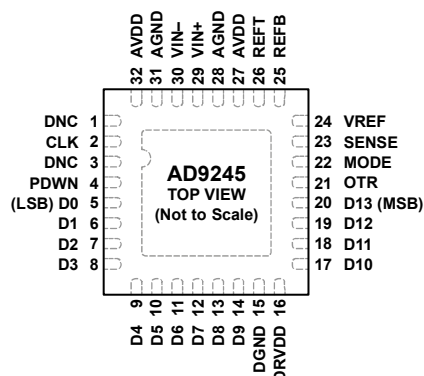 32 AVDD
31 AGND
30 VIN–
29 VIN+
28 AGND
27 AVDD
26 REFT
25 REFB
DNC 1
CLK 2
DNC 3
PDWN 4
(LSB) D0 5
D1 6
D2 7
D3 8
AD9245
TOP VIEW
(Not to Scale)
24 VREF
23 SENSE
22 MODE
21 OTR
20 D13 (MSB)
19 D12
18 D11
17 D10
D4 9
D5 10
D6 11
D7 12
D8 13
D9 14
DGND 15
DRVDD 16